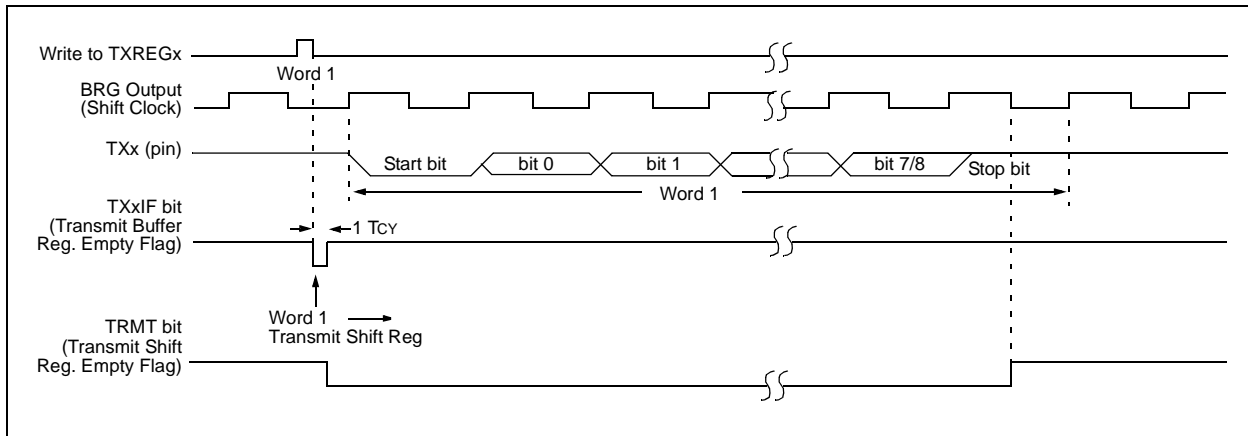 Write to TXREGx
Word 1
BRG Output
(Shift Clock)
TXx (pin)
Start bit
bit 0
bit 1
bit 7/8
Stop bit
Word 1
TXxIF bit
(Transmit Buffer
Reg. Empty Flag)
1 TCY
Word 1
Transmit Shift Reg
TRMT bit
(Transmit Shift
Reg. Empty Flag)